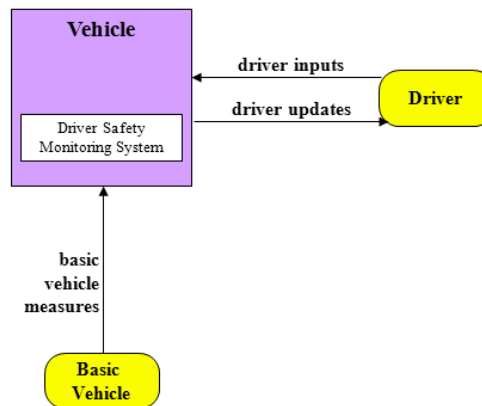 Vehicle
driver inputs
Driver
driver updates
Driver Safety
Monitoring System
basic
vehicle
measures
Basic
Vehicle